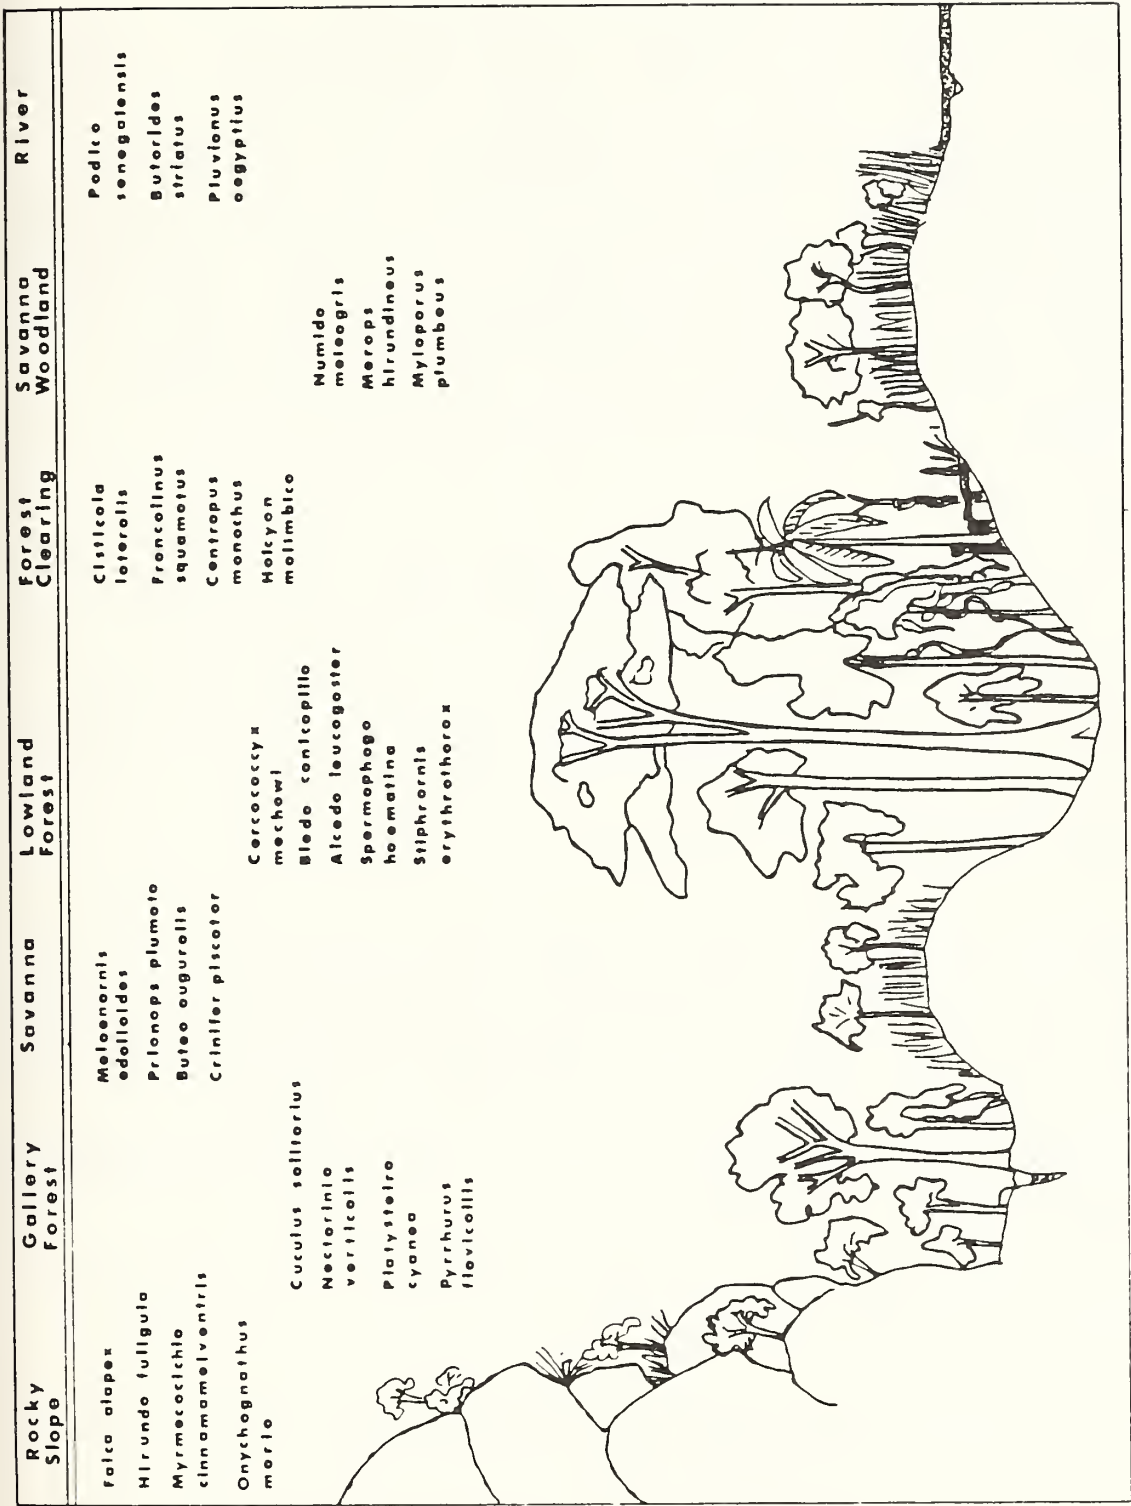 Rocky
Slope
Gallery
Forest
Savanna
Lowland
Forest
Forest
Clearing
Savanna
Woodland
River
Falco alopex
Hirundo fuligula
Myrmecocichla
cinnamomeiventris
Onychognathus
morio
Cuculus solitarius
Nectarinia
verticalis
Platysteira
cyanea
Pyrrhurus
flavicollis
Melaenornis
edolioides
Prionops plumata
Buteo auguralis
Crinifer piscator
Cercococcyx
mechowi
Bleda canicapilla
Alcedo leucogaster
Spermophaga
haematina
Stiphrornis
erythrothorax
Cisticola
lateralis
Francolinus
squamatus
Centropus
monachus
Halcyon
malimbica
Numida
meleagris
Merops
hirundineus
Myloporus
plumbeus
Podica
senegalensis
Butorides
striatus
Pluvionus
aegyptius